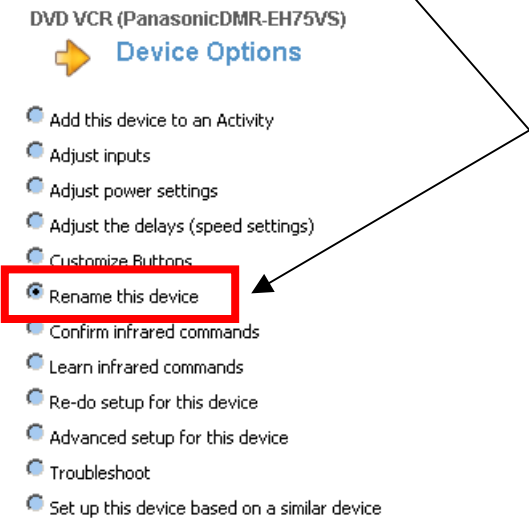 DVD VCR (PanasonicDMR-EH75VS)
Device Options
Add this device to an Activity
Adjust inputs
Adjust power settings
Adjust the delays (speed settings)
Customize Buttons
Rename this device
Confirm infrared commands
Learn infrared commands
Re-do setup for this device
Advanced setup for this device
Troubleshoot
Set up this device based on a similar device